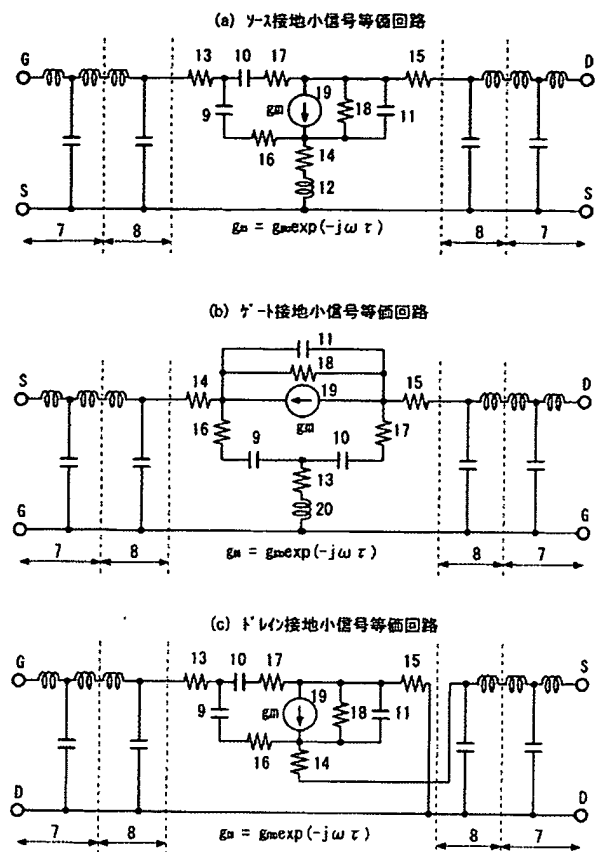 (a) ｿｰｽ接地小信号等価回路
13 10 17 15
G D
19
9 gm 18 11
16 14
12
S S
7 8 gm = gmoexp(-jωτ) 8 7
(b) ｹﾞｰﾄ接地小信号等価回路
11
18
S 14 19 15 D
16 gm 17
9 10
13
20
G G
7 8 gm = gmoexp(-jωτ) 8 7
(c) ﾄﾞﾚｲﾝ接地小信号等価回路
13 10 17 15
G S
19
9 gm 18 11
16 14
D D
7 8 gm = gmoexp(-jωτ) 8 7